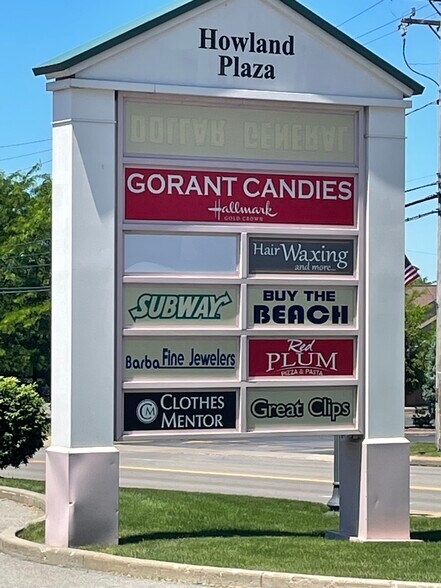 Howland
Plaza
DOLLAR GENERAL
GORANT CANDIES
Hallmark
GOLD CROWN
Hair Waxing
and more...
SUBWAY
BUY THE
BEACH
Barba Fine Jewelers
Red
PLUM
PIZZA & PASTA
CM CLOTHES
MENTOR
Great Clips